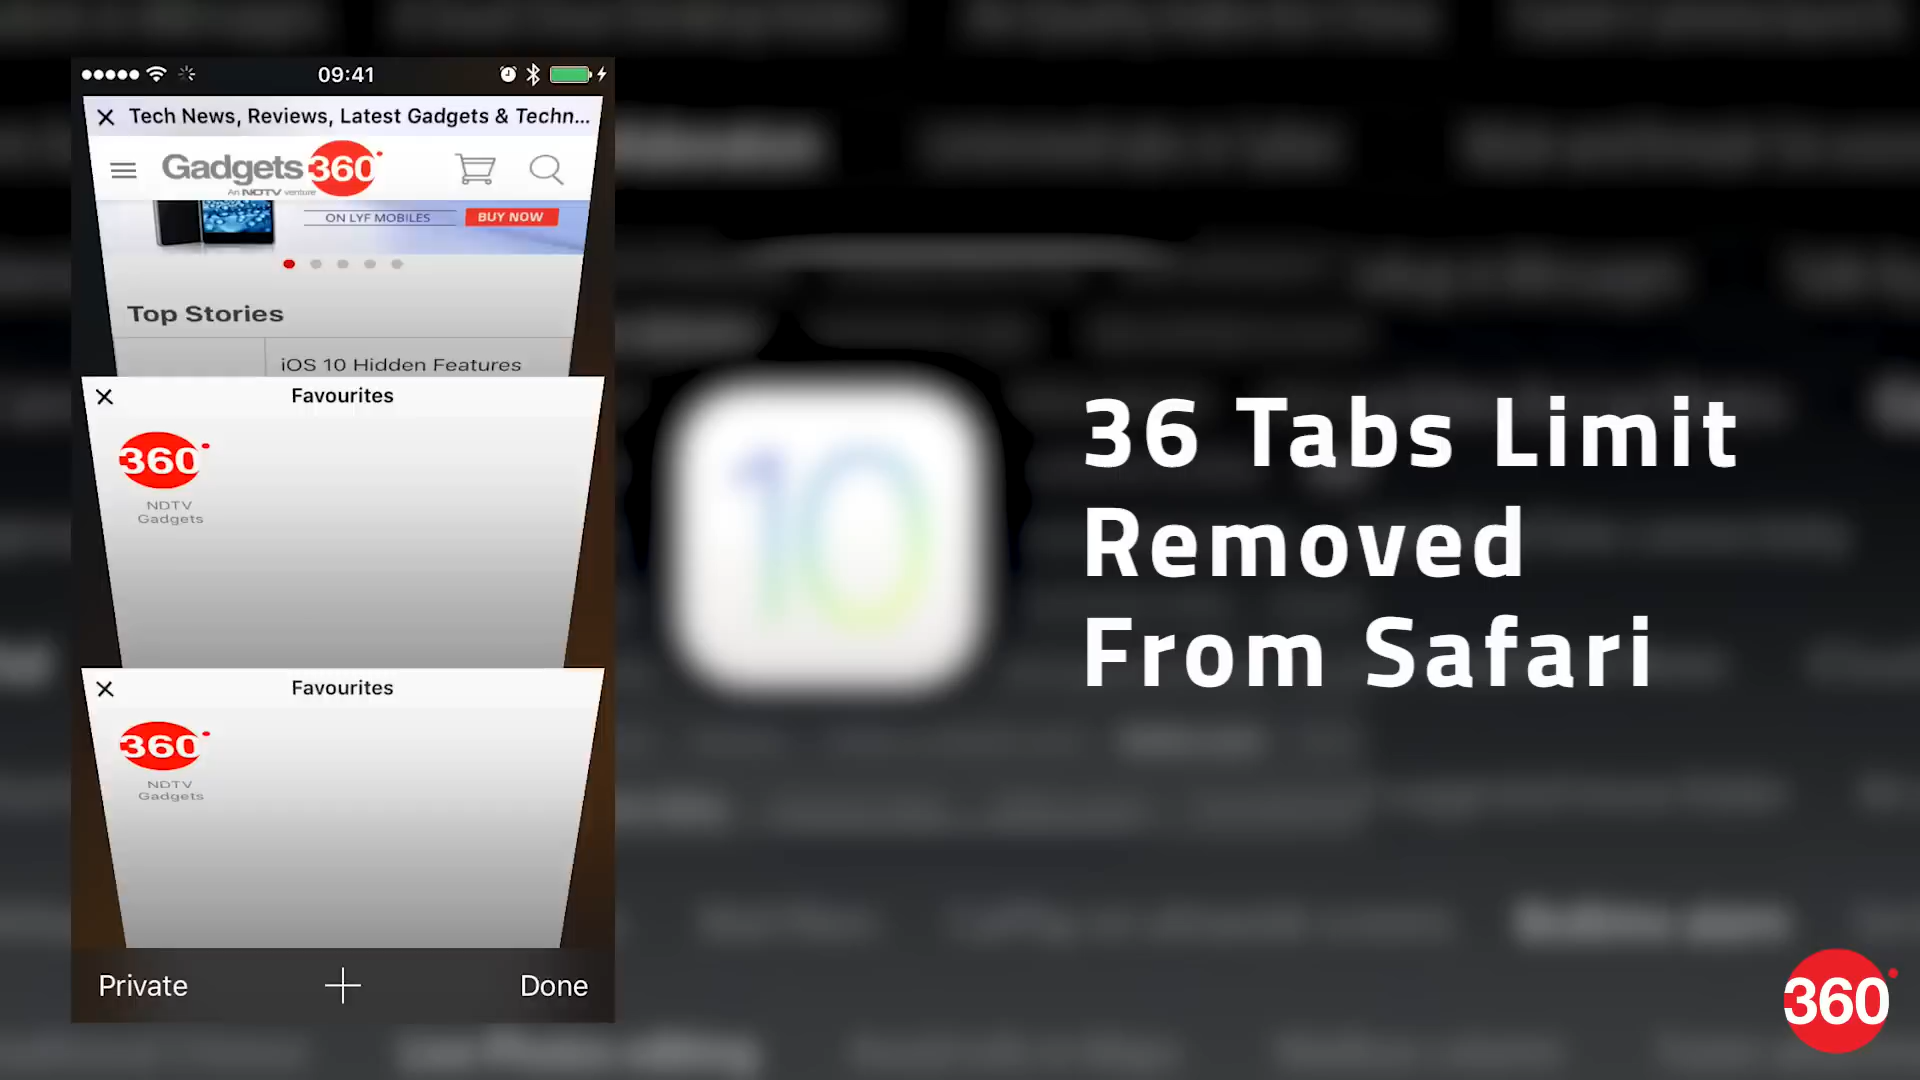 09:41
Tech News, Reviews, Latest Gadgets & Techn...
Gadgets 360°
An NDTV venture
ON LYF MOBILES
BUY NOW
Top Stories
iOS 10 Hidden Features
Favourites
360°
NDTV
Gadgets
Favourites
360°
NDTV
Gadgets
Private
Done
10
36 Tabs Limit
Removed
From Safari
360°